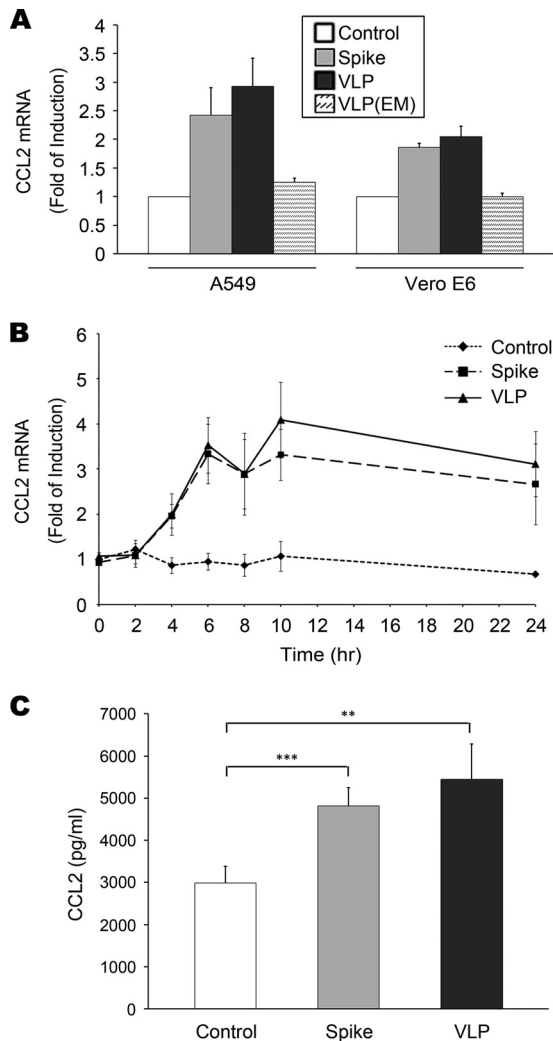 A
CCL2 mRNA
(Fold of Induction)
4
3.5
3
2.5
2
1.5
1
0.5
0
Control
Spike
VLP
VLP(EM)
A549
Vero E6
B
CCL2 mRNA
(Fold of Induction)
6
5
4
3
2
1
0
Control
Spike
VLP
0 2 4 6 8 10 12 14 16 18 20 22 24
Time (hr)
C
CCL2 (pg/ml)
7000
6000
5000
4000
3000
2000
1000
0
**
***
Control Spike VLP